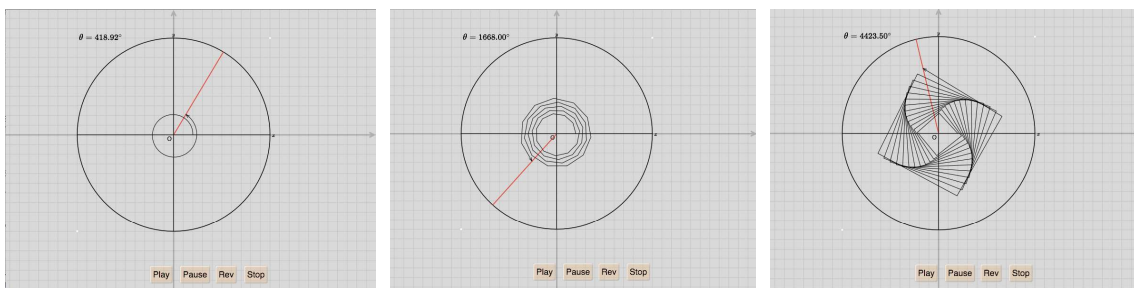 θ = 418.92°
O
Play Pause Rev Stop
θ = 1668.00°
O
Play Pause Rev Stop
θ = 4423.50°
O
Play Pause Rev Stop